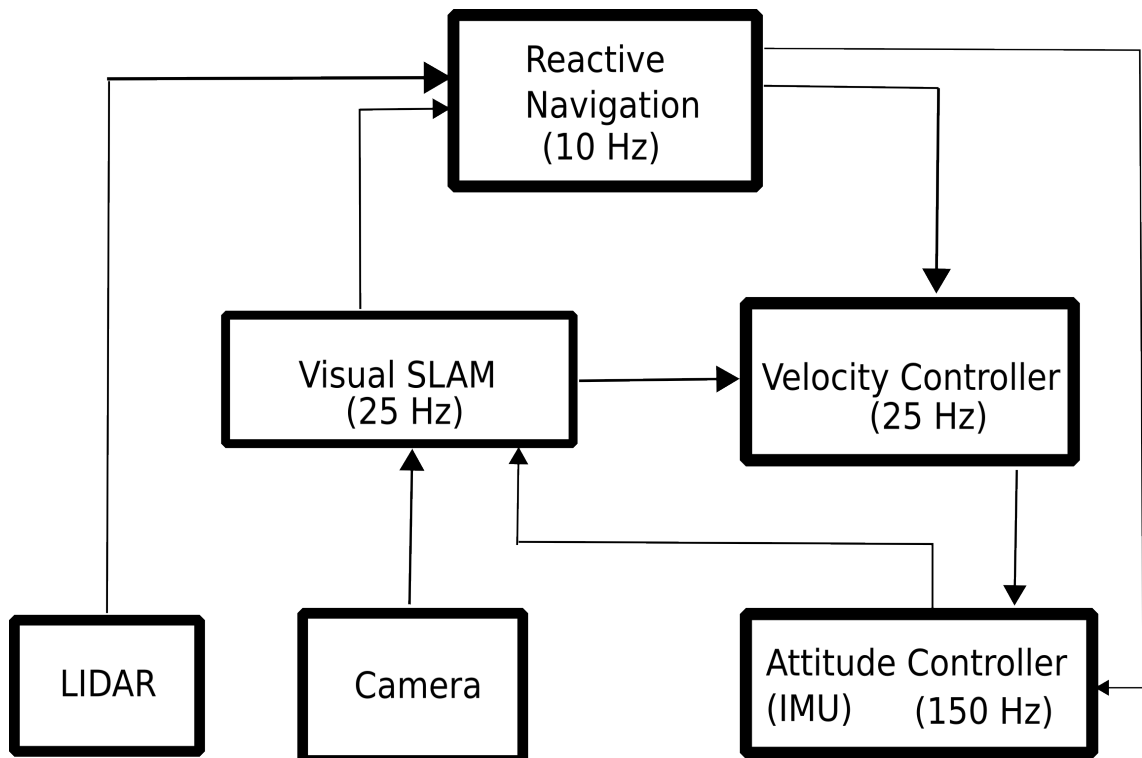 Reactive
Navigation
(10 Hz)
Visual SLAM
(25 Hz)
Velocity Controller
(25 Hz)
LIDAR
Camera
Attitude Controller
(IMU) (150 Hz)